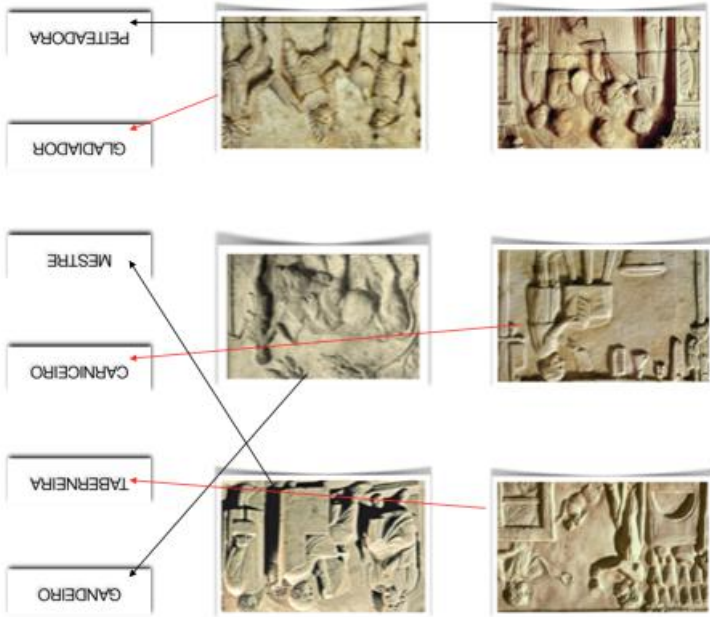 GANDEIRO
TABERNEIRA
CARNICEIRO
MESTRE
GLADIADOR
PEITEADORA